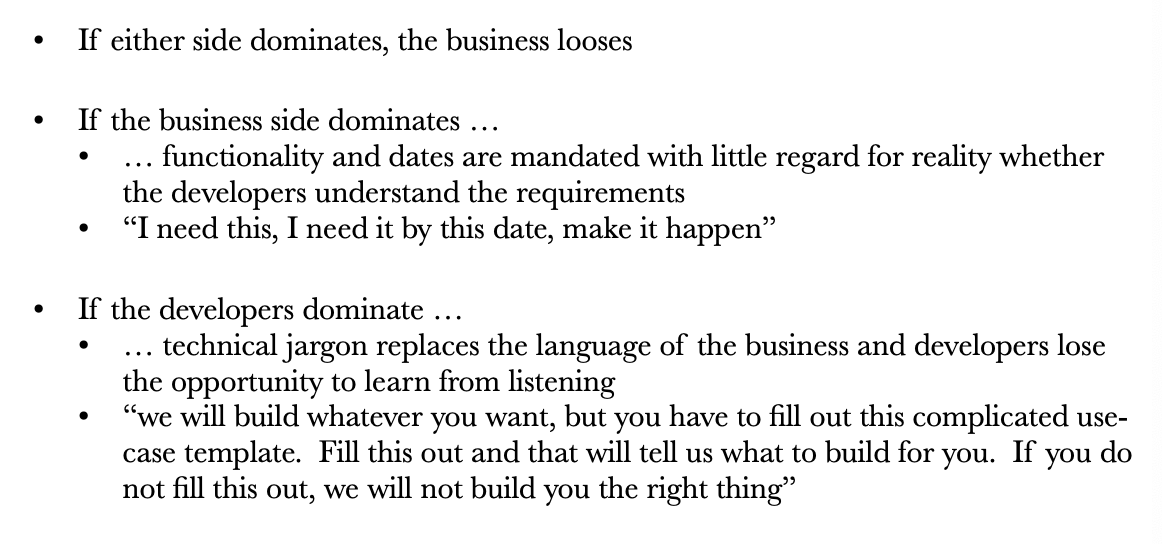 • If either side dominates, the business looses
• If the business side dominates …
• … functionality and dates are mandated with little regard for reality whether
the developers understand the requirements
• “I need this, I need it by this date, make it happen”
• If the developers dominate …
• … technical jargon replaces the language of the business and developers lose
the opportunity to learn from listening
• “we will build whatever you want, but you have to fill out this complicated use-
case template.  Fill this out and that will tell us what to build for you.  If you do
not fill this out, we will not build you the right thing”